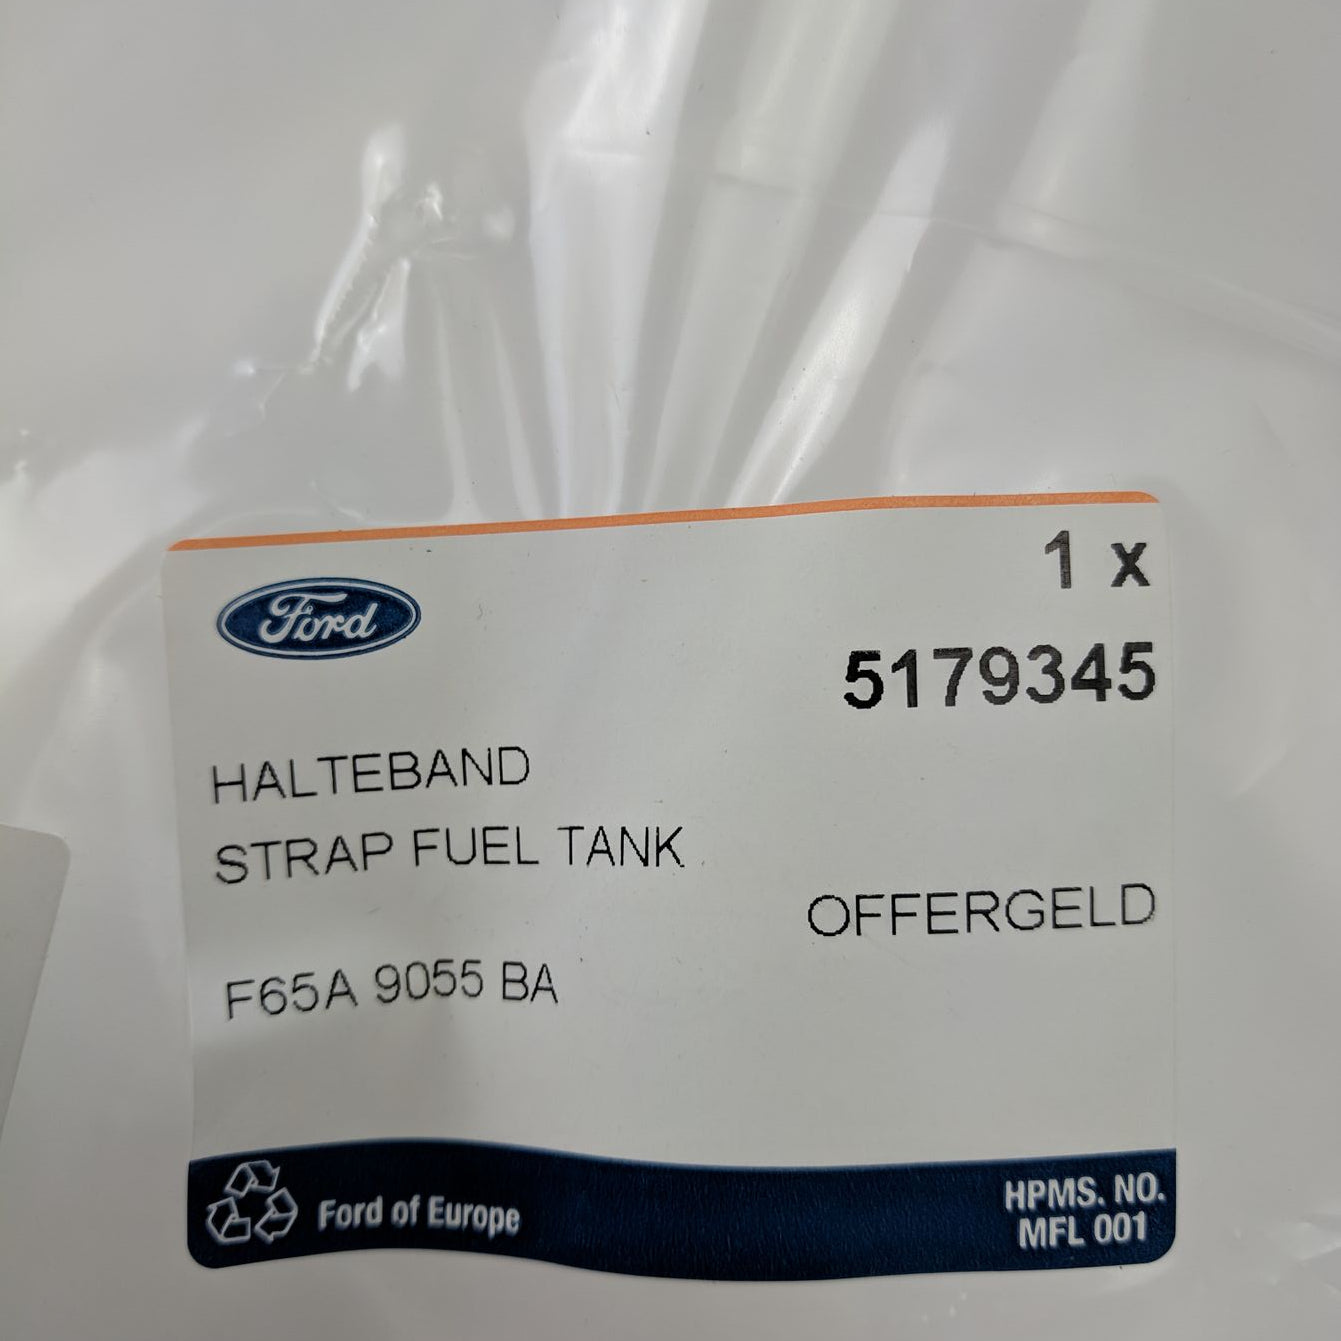 Ford
1 x
5179345
HALTEBAND
STRAP FUEL TANK
OFFERGELD
F65A 9055 BA
Ford of Europe
HPMS. NO.
MFL 001